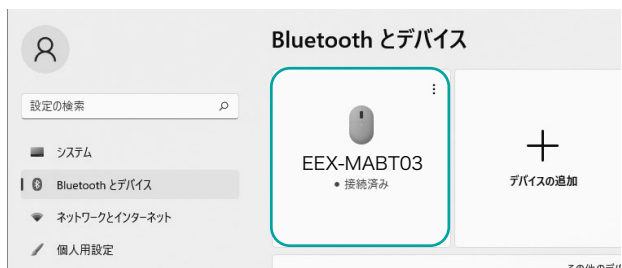 Bluetooth とデバイス
設定の検索
システム
Bluetooth とデバイス
ネットワークとインターネット
個人用設定
EEX-MABT03
• 接続済み
デバイスの追加